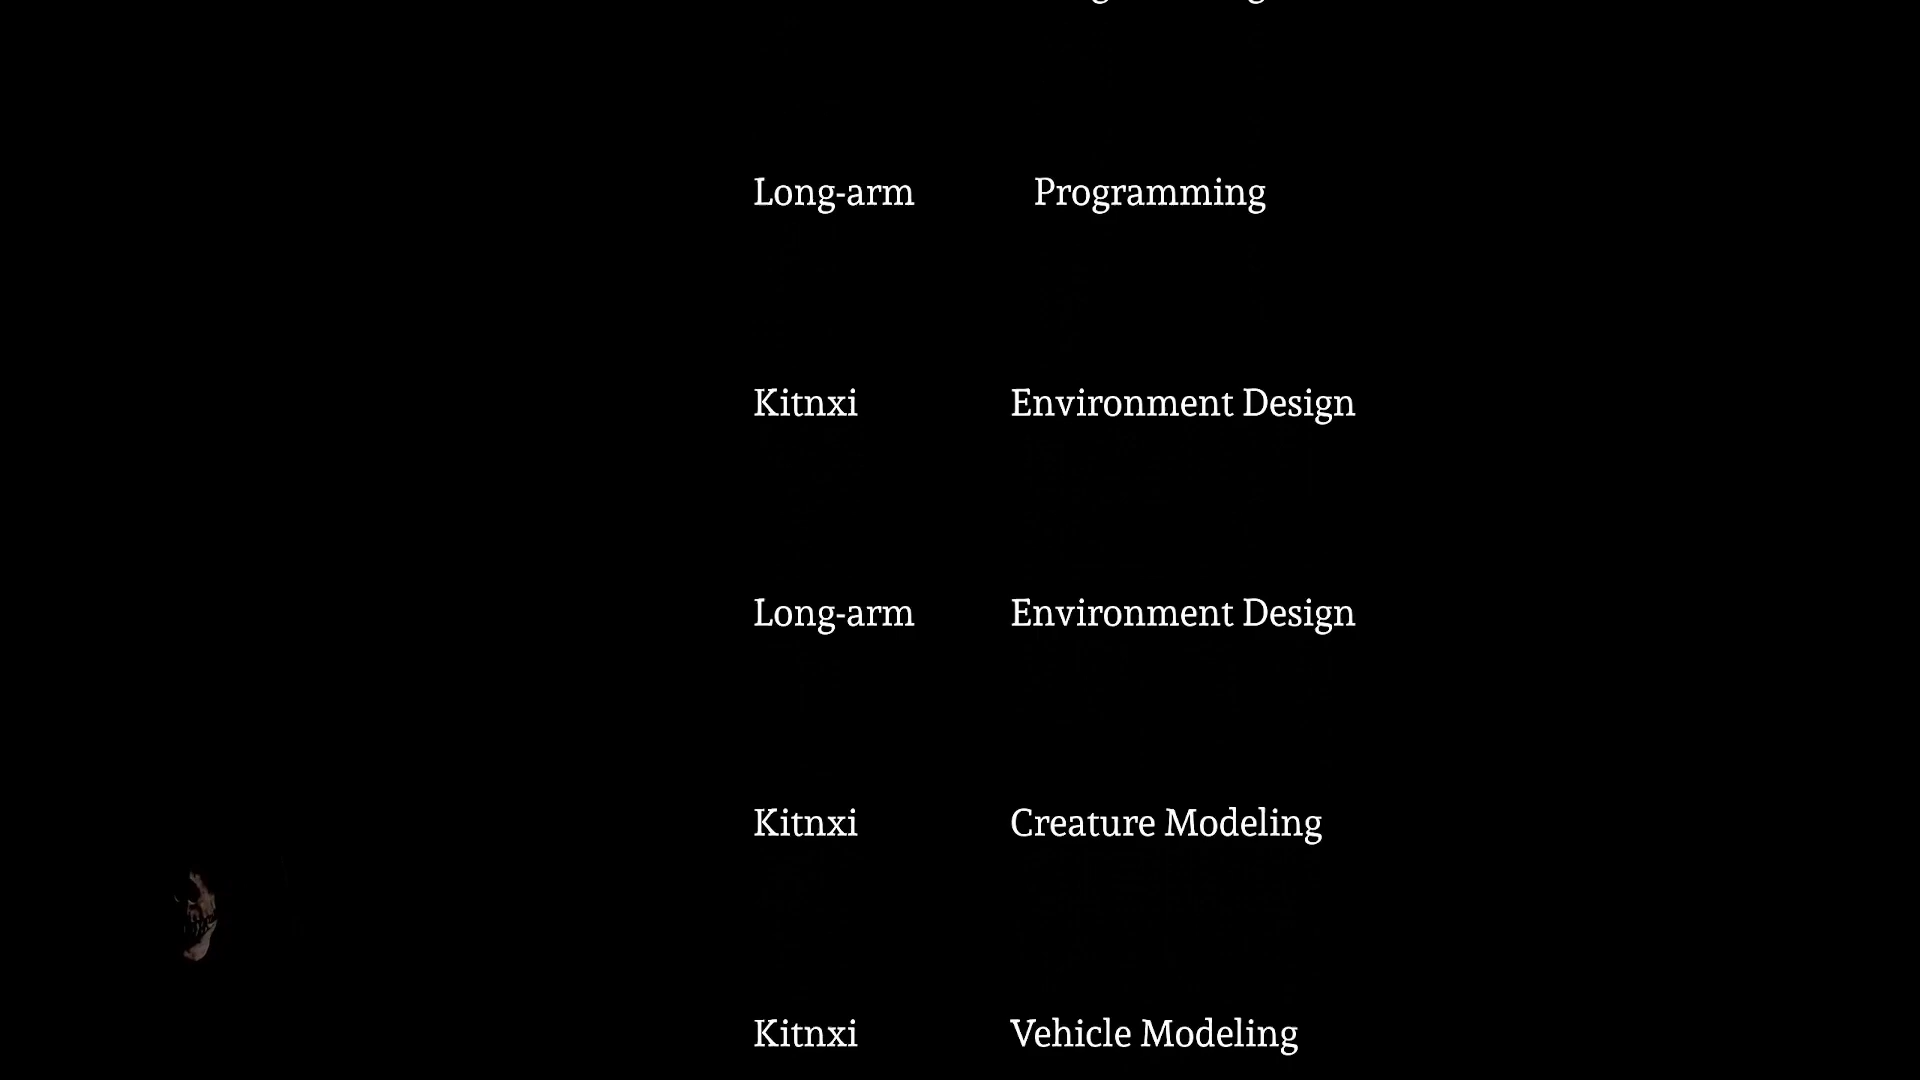 Long-arm Programming
Kitnxi Environment Design
Long-arm Environment Design
Kitnxi Creature Modeling
Kitnxi Vehicle Modeling